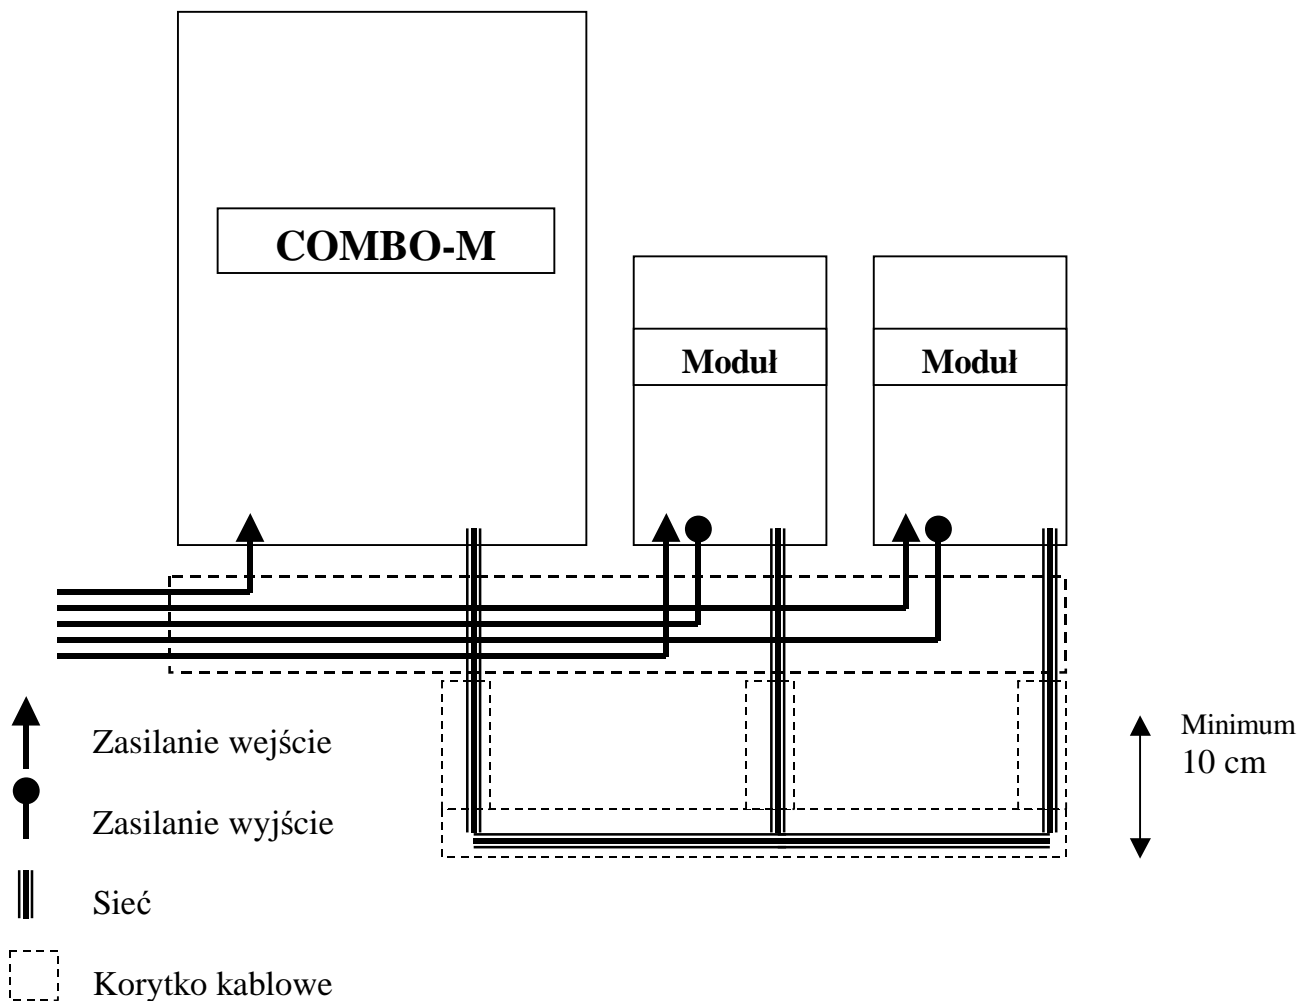 COMBO-M
Moduł
Moduł
Minimum
10 cm
Zasilanie wejście
Zasilanie wyjście
Sieć
Korytko kablowe